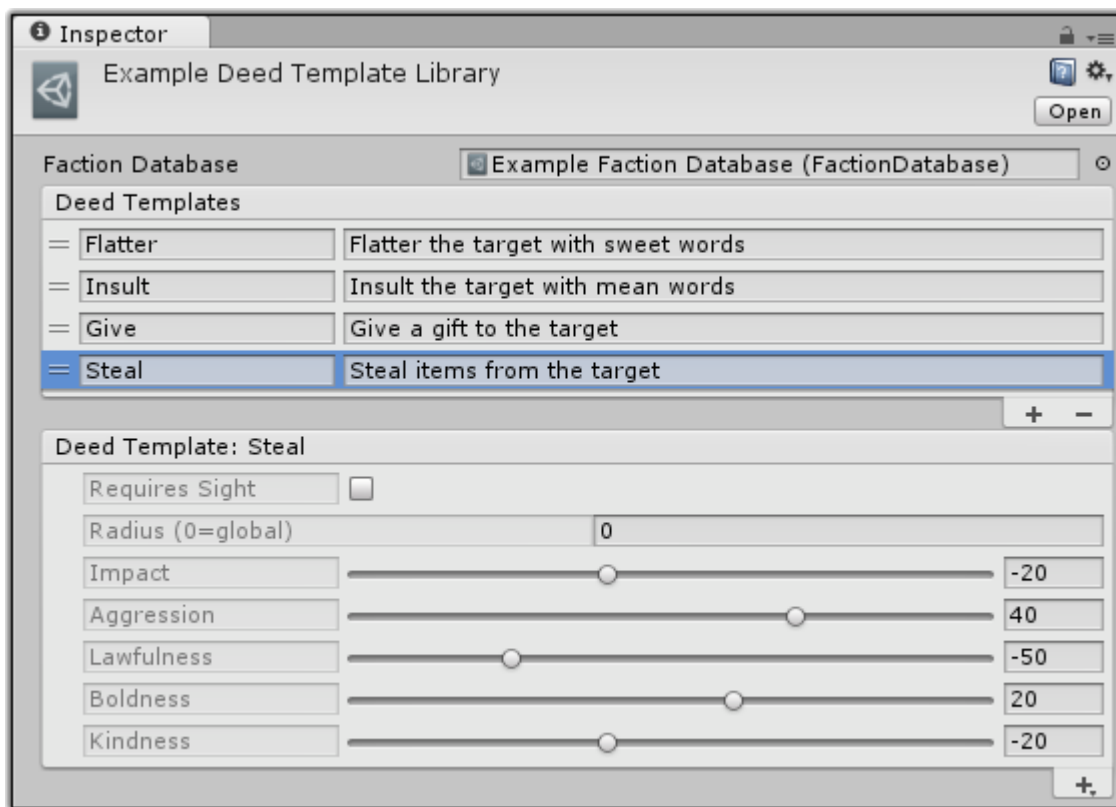 Inspector
Example Deed Template Library
Open
Faction Database Example Faction Database (FactionDatabase)
Deed Templates
Flatter Flatter the target with sweet words
Insult Insult the target with mean words
Give Give a gift to the target
Steal Steal items from the target
+ −
Deed Template: Steal
Requires Sight
Radius (0=global) 0
Impact -20
Aggression 40
Lawfulness -50
Boldness 20
Kindness -20
+